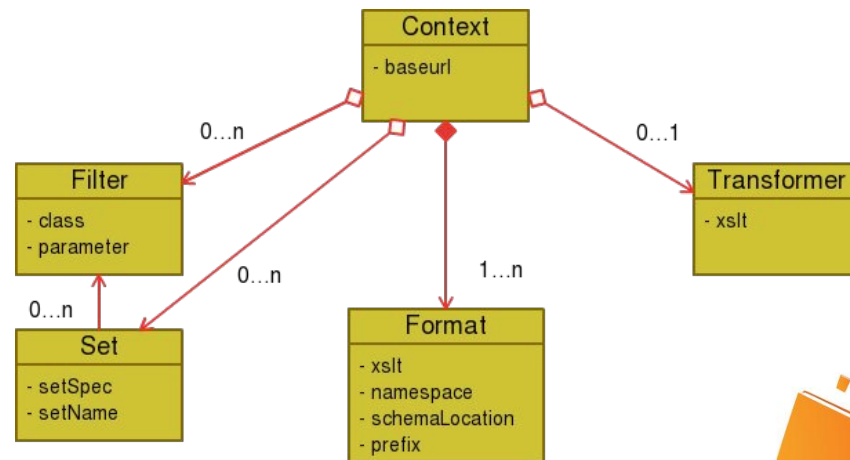 Context
- baseurl
0...n
0...1
Filter
- class
- parameter
Transformer
- xslt
0...n
1...n
0...n
Set
- setSpec
- setName
Format
- xslt
- namespace
- schemaLocation
- prefix